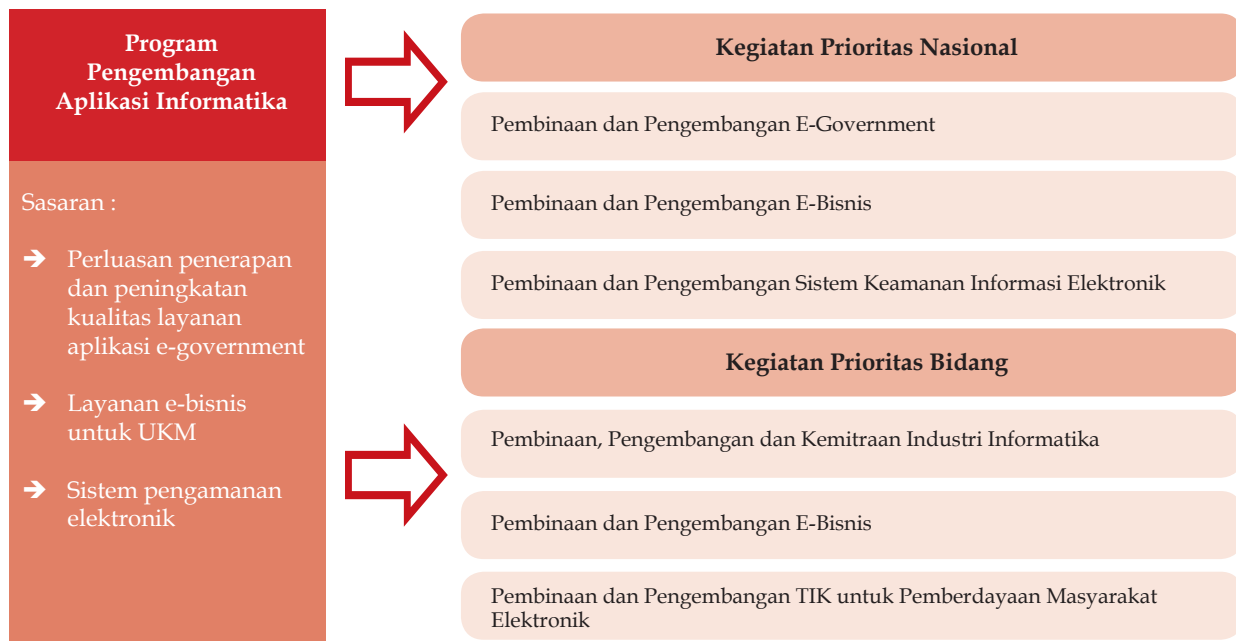 Program
Pengembangan
Aplikasi Informatika
Sasaran :
➔ Perluasan penerapan
dan peningkatan
kualitas layanan
aplikasi e-government
➔ Layanan e-bisnis
untuk UKM
➔ Sistem pengamanan
elektronik
Kegiatan Prioritas Nasional
Pembinaan dan Pengembangan E-Government
Pembinaan dan Pengembangan E-Bisnis
Pembinaan dan Pengembangan Sistem Keamanan Informasi Elektronik
Kegiatan Prioritas Bidang
Pembinaan, Pengembangan dan Kemitraan Industri Informatika
Pembinaan dan Pengembangan E-Bisnis
Pembinaan dan Pengembangan TIK untuk Pemberdayaan Masyarakat
Elektronik